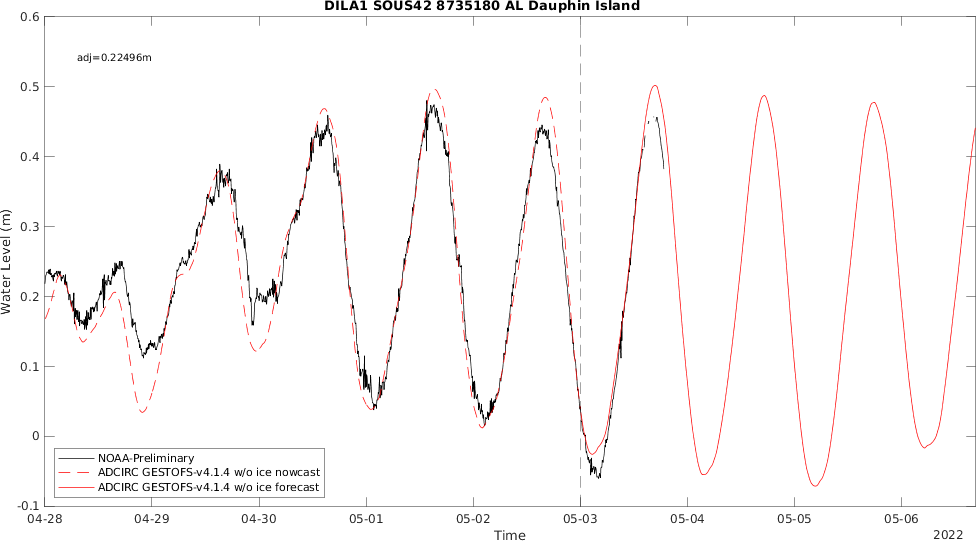 DILA1 SOUS42 8735180 AL Dauphin Island
adj=0.22496m
0.6
0.5
0.4
0.3
0.2
0.1
0
-0.1
Water Level (m)
NOAA-Preliminary
ADCIRC GESTOFS-v4.1.4 w/o ice nowcast
ADCIRC GESTOFS-v4.1.4 w/o ice forecast
04-28 04-29 04-30 05-01 05-02 05-03 05-04 05-05 05-06
Time
2022